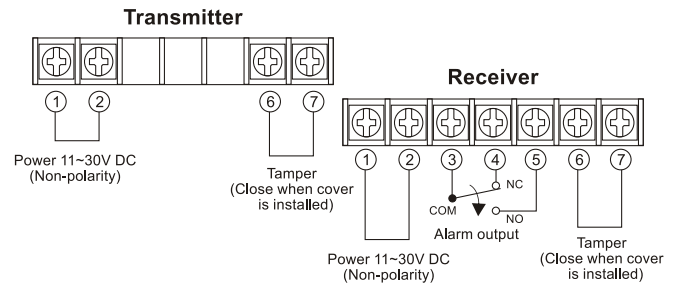 Transmitter
1 2 6 7
Power 11~30V DC
(Non-polarity)
Tamper
(Close when cover
is installed)
Receiver
1 2 3 4 5 6 7
NC
COM
NO
Alarm output
Power 11~30V DC
(Non-polarity)
Tamper
(Close when cover
is installed)